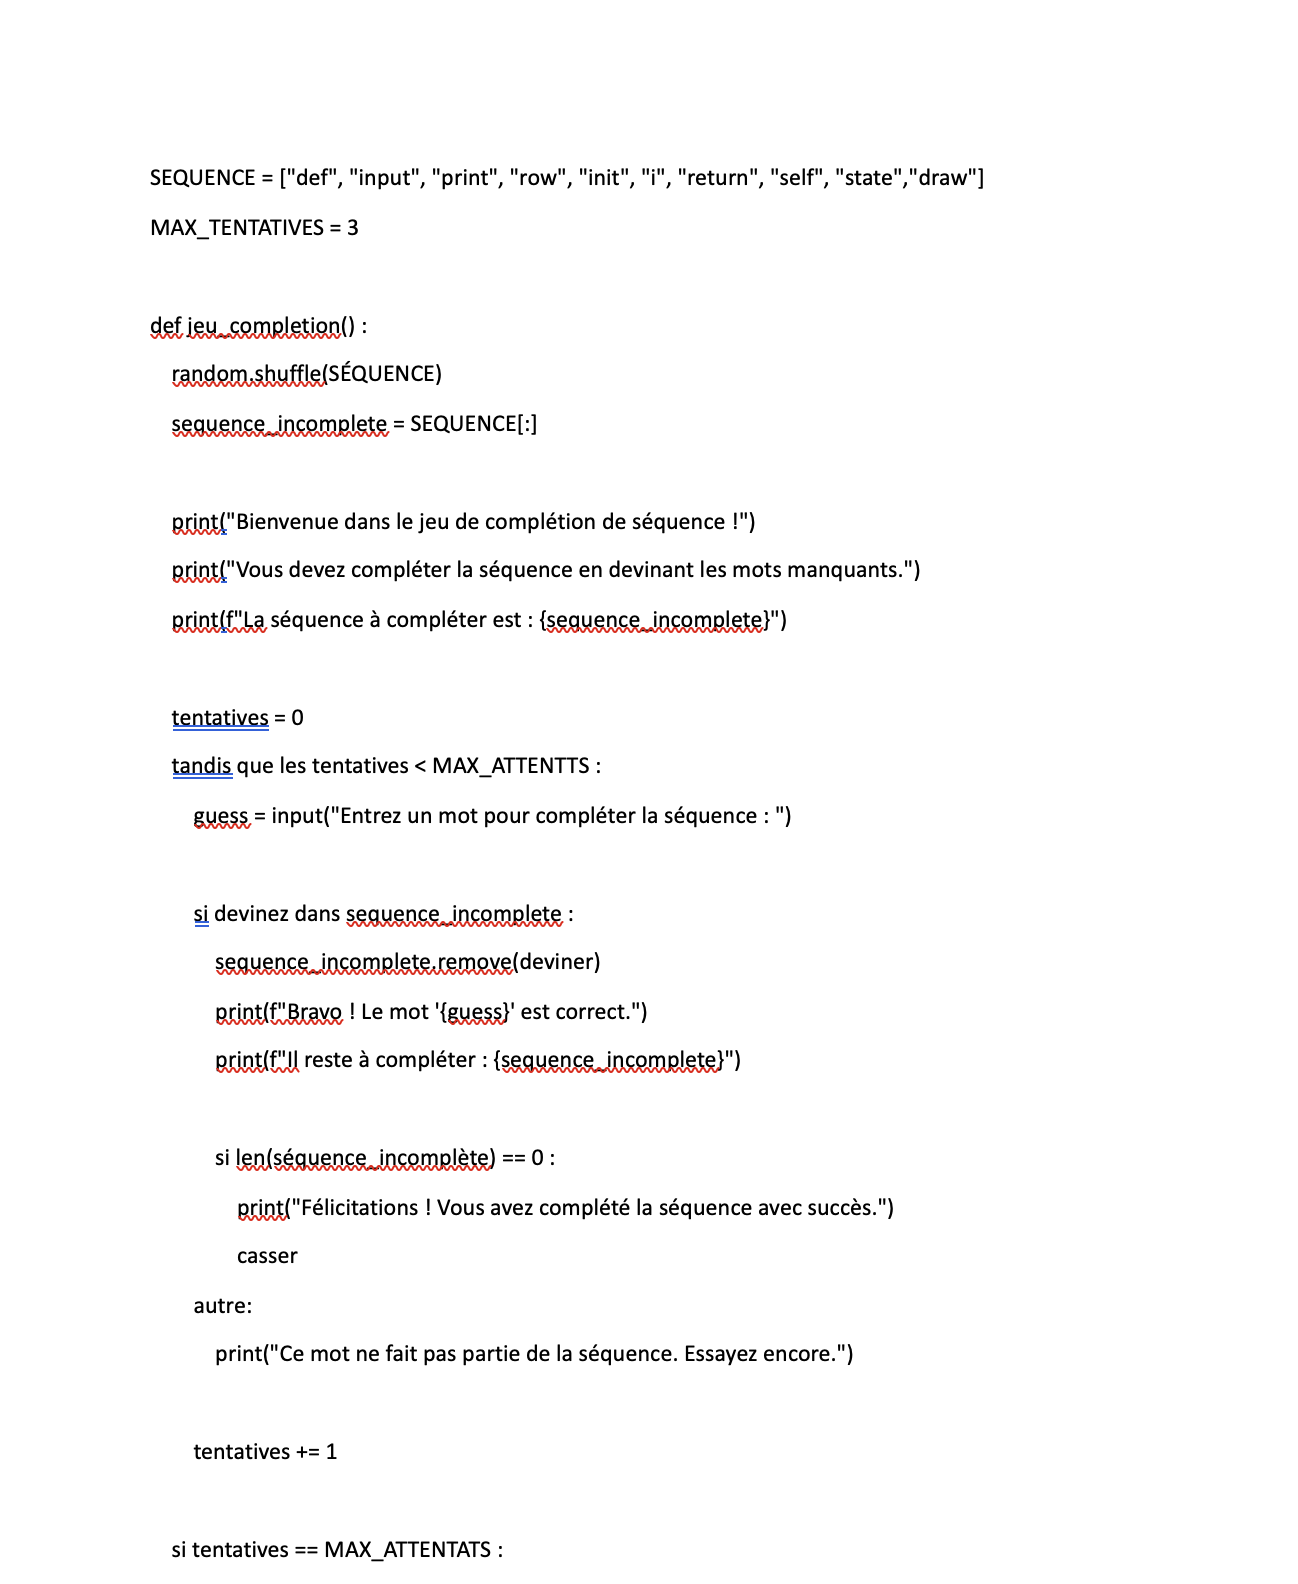 SEQUENCE = ["def", "input", "print", "row", "init", "i", "return", "self", "state","draw"]
MAX_TENTATIVES = 3
def jeu_completion() :
random.shuffle(SÉQUENCE)
sequence_incomplete = SEQUENCE[:]
print("Bienvenue dans le jeu de complétion de séquence !")
print("Vous devez compléter la séquence en devinant les mots manquants.")
print(f"La séquence à compléter est : {sequence_incomplete}")
tentatives = 0
tandis que les tentatives < MAX_ATTENTTS :
guess = input("Entrez un mot pour compléter la séquence : ")
si devinez dans sequence_incomplete :
sequence_incomplete.remove(deviner)
print(f"Bravo ! Le mot '{guess}' est correct.")
print(f"Il reste à compléter : {sequence_incomplete}")
si len(séquence_incomplète) == 0 :
print("Félicitations ! Vous avez complété la séquence avec succès.")
casser
autre:
print("Ce mot ne fait pas partie de la séquence. Essayez encore.")
tentatives += 1
si tentatives == MAX_ATTENTATS :